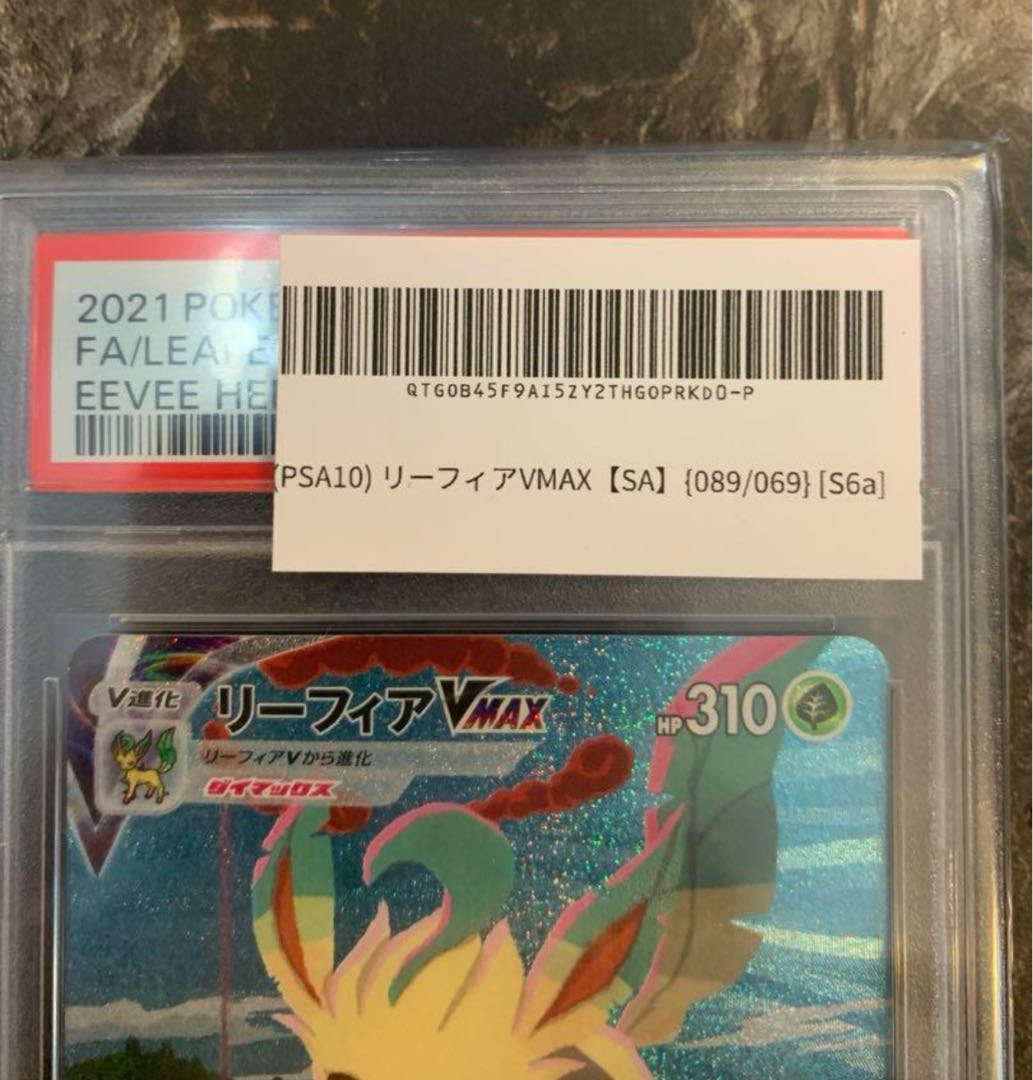 2021 POKE
FA/LEAFE
EEVEE HE
QTG0B45F9AI5ZY2THGOPRKD0-P
(PSA10) リーフィアVMAX【SA】{089/069} [S6a]
V進化
リーフィアVMAX
HP310
リーフィアVから進化
ダイマックス